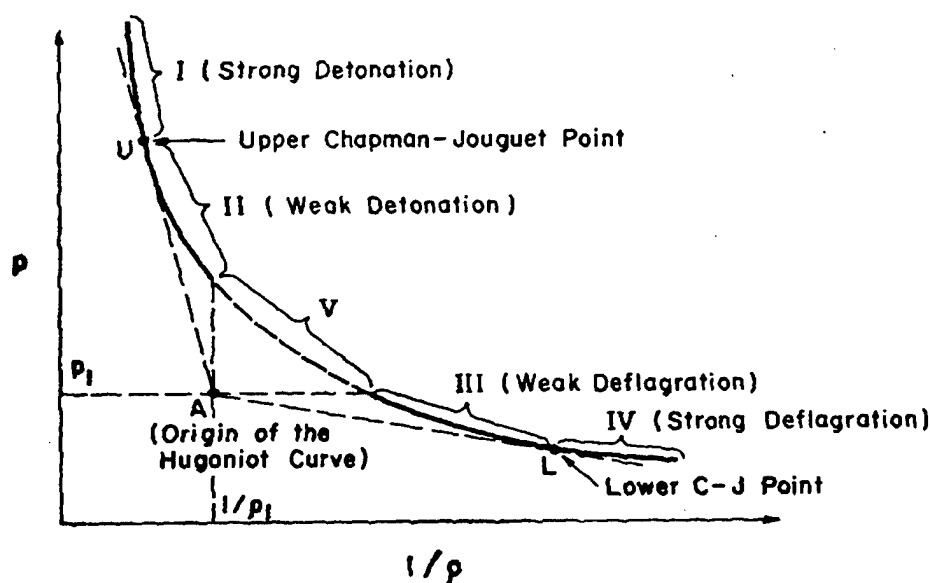 I (Strong Detonation)
U
Upper Chapman-Jouguet Point
II (Weak Detonation)
p
V
p₁
III (Weak Deflagration)
A
IV (Strong Deflagration)
(Origin of the
Hugoniot Curve)
L
Lower C-J Point
1/ρ₁
1/ρ